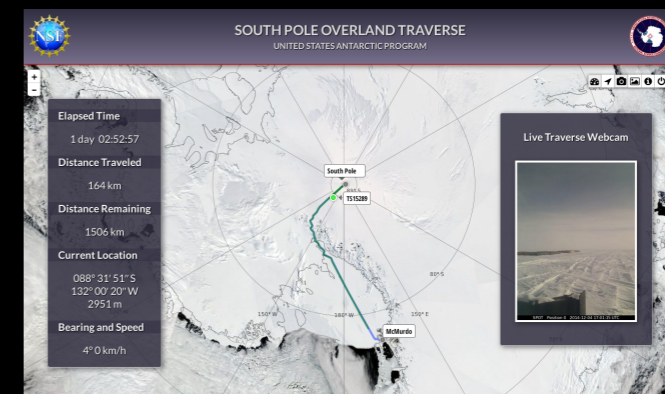 NSF
SOUTH POLE OVERLAND TRAVERSE
UNITED STATES ANTARCTIC PROGRAM
+
−
Elapsed Time
1 day 02:52:57
Distance Traveled
164 km
Distance Remaining
1506 km
Current Location
088° 31' 51" S
132° 00' 20" W
2951 m
Bearing and Speed
4° 0 km/h
South Pole
TS15289
80° S
150° W
180° W
150° E
McMurdo
Live Traverse Webcam